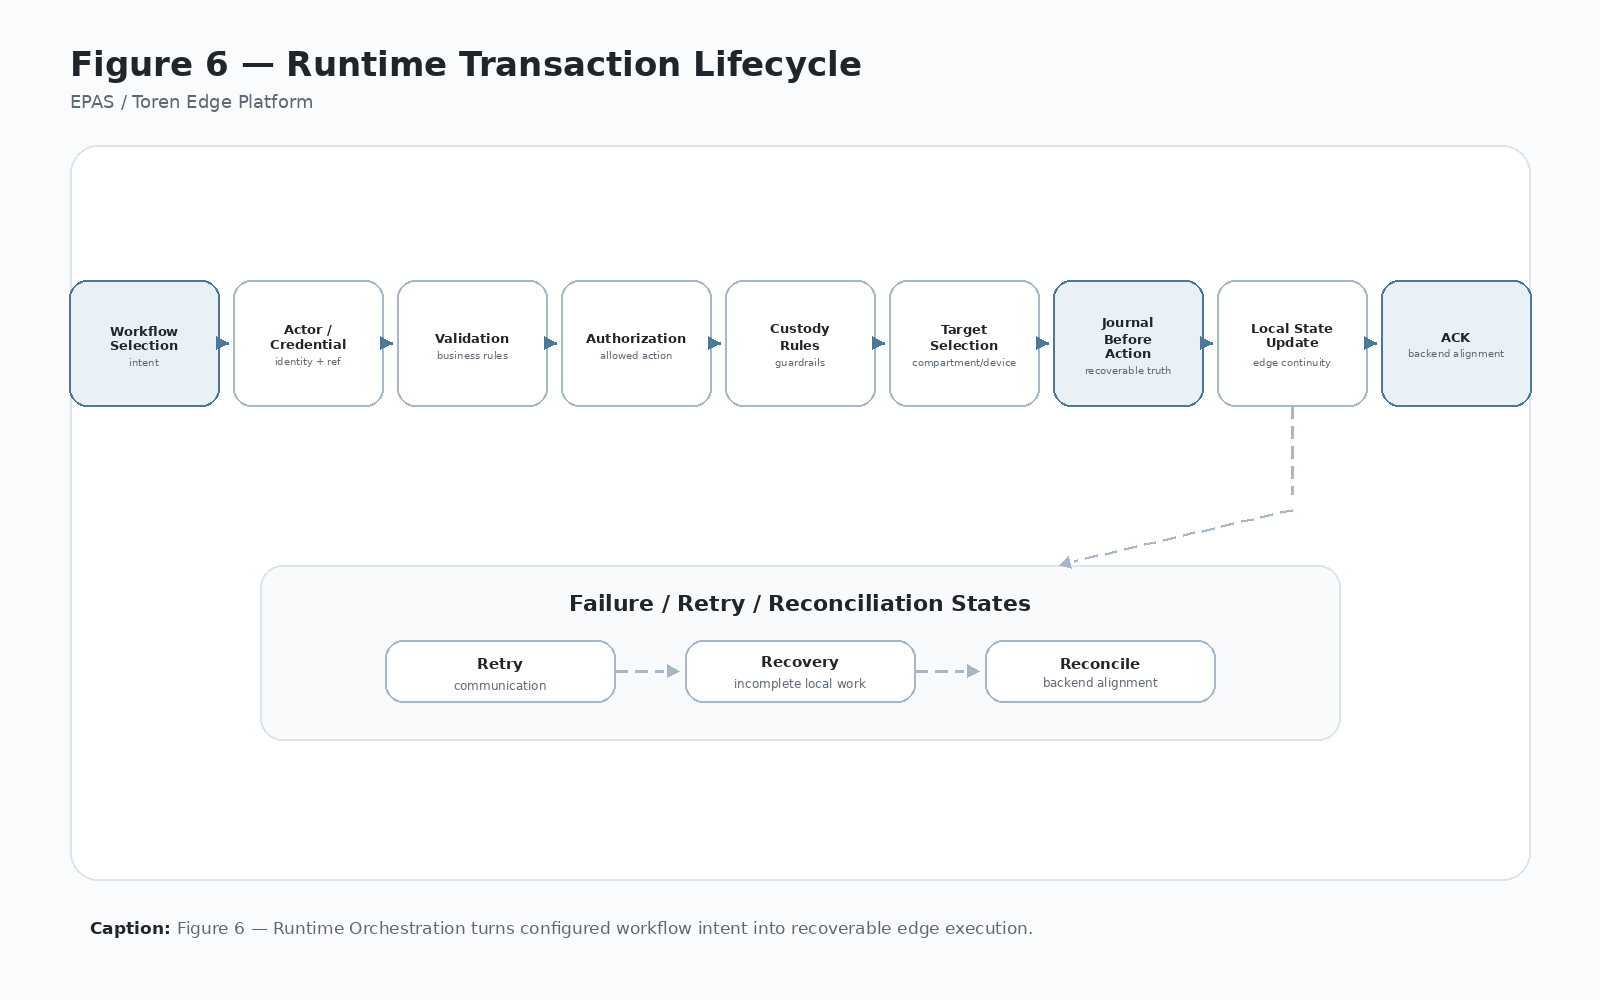 Figure 6 — Runtime Transaction Lifecycle
EPAS / Toren Edge Platform
Workflow
Selection
intent
Actor /
Credential
identity + ref
Validation
business rules
Authorization
allowed action
Custody
Rules
guardrails
Target
Selection
compartment/device
Journal
Before
Action
recoverable truth
Local State
Update
edge continuity
ACK
backend alignment
Failure / Retry / Reconciliation States
Retry
communication
Recovery
incomplete local work
Reconcile
backend alignment
Caption: Figure 6 — Runtime Orchestration turns configured workflow intent into recoverable edge execution.